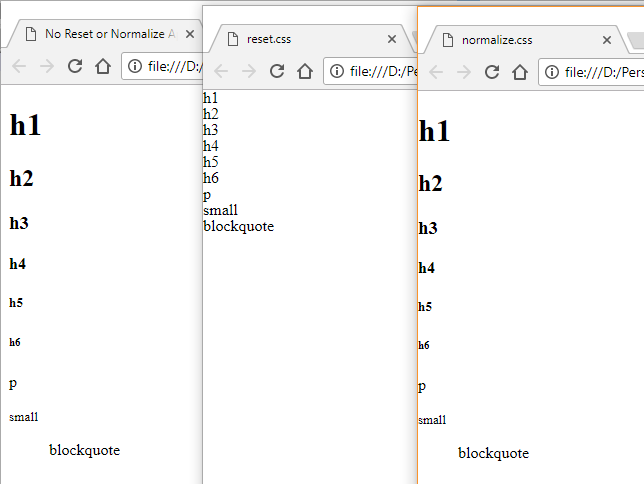 No Reset or Normalize A
file:///D:/
h1
h2
h3
h4
h5
h6
p
small
blockquote
reset.css
file:///D:/Pe
h1
h2
h3
h4
h5
h6
p
small
blockquote
normalize.css
file:///D:/Pers
h1
h2
h3
h4
h5
h6
p
small
blockquote